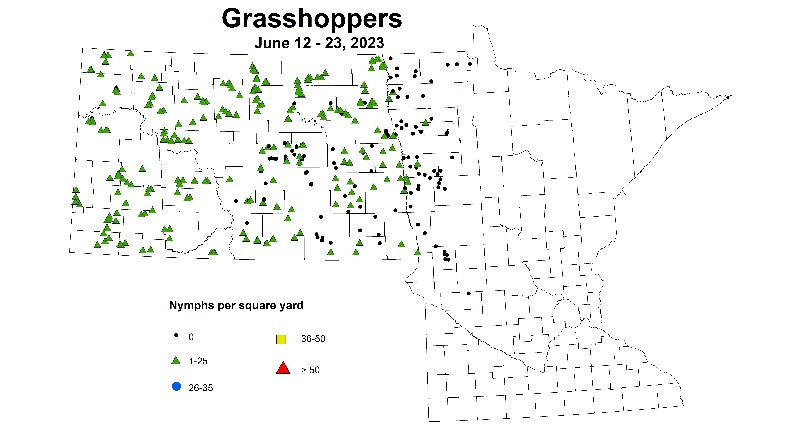 Grasshoppers
June 12 - 23, 2023
Nymphs per square yard
0
1-25
26-35
36-50
> 50